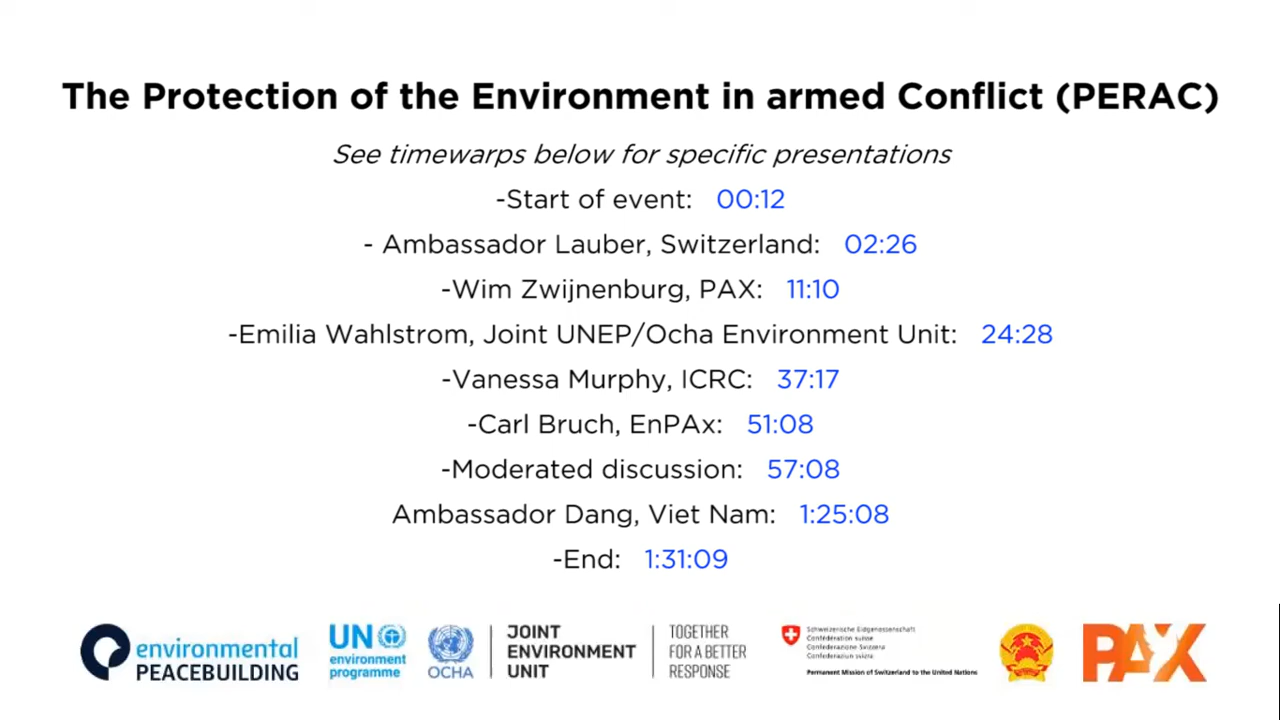 The Protection of the Environment in armed Conflict (PERAC)
See timewarps below for specific presentations
-Start of event: 00:12
- Ambassador Lauber, Switzerland: 02:26
-Wim Zwijnenburg, PAX: 11:10
-Emilia Wahlstrom, Joint UNEP/Ocha Environment Unit: 24:28
-Vanessa Murphy, ICRC: 37:17
-Carl Bruch, EnPAx: 51:08
-Moderated discussion: 57:08
Ambassador Dang, Viet Nam: 1:25:08
-End: 1:31:09
environmental
PEACEBUILDING
UN
environment
programme
OCHA
JOINT
ENVIRONMENT
UNIT
TOGETHER
FOR A BETTER
RESPONSE
Schweizerische Eidgenossenschaft
Confédération suisse
Confederazione Svizzera
Confederaziun svizra
Permanent Mission of Switzerland to the United Nations
PAX